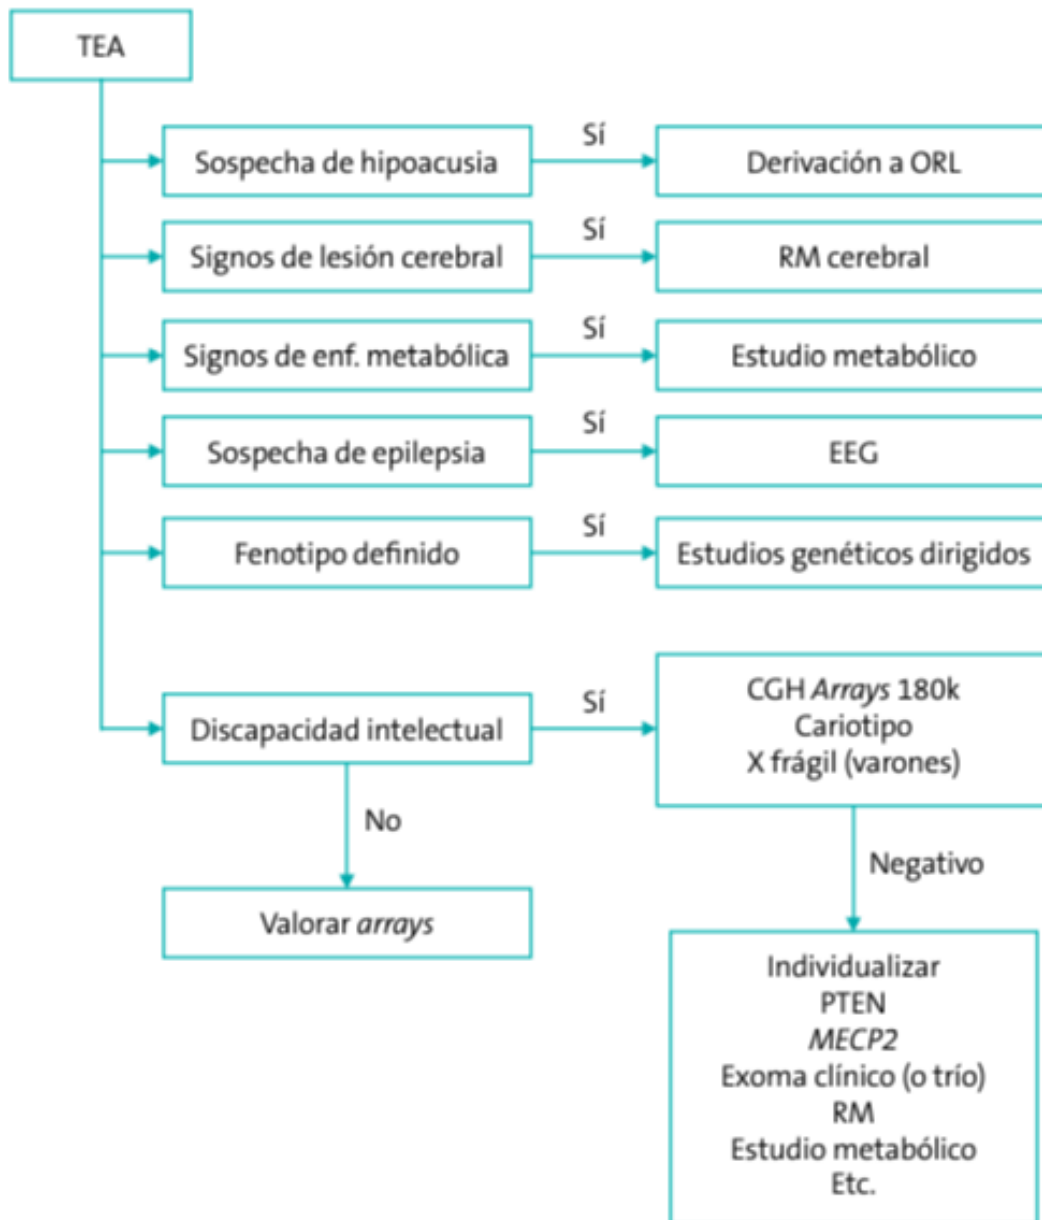 TEA
Sospecha de hipoacusia
Sí
Derivación a ORL
Signos de lesión cerebral
Sí
RM cerebral
Signos de enf. metabólica
Sí
Estudio metabólico
Sospecha de epilepsia
Sí
EEG
Fenotipo definido
Sí
Estudios genéticos dirigidos
Discapacidad intelectual
Sí
CGH Arrays 180k
Cariotipo
X frágil (varones)
No
Negativo
Valorar arrays
Individualizar
PTEN
MECP2
Exoma clínico (o trío)
RM
Estudio metabólico
Etc.